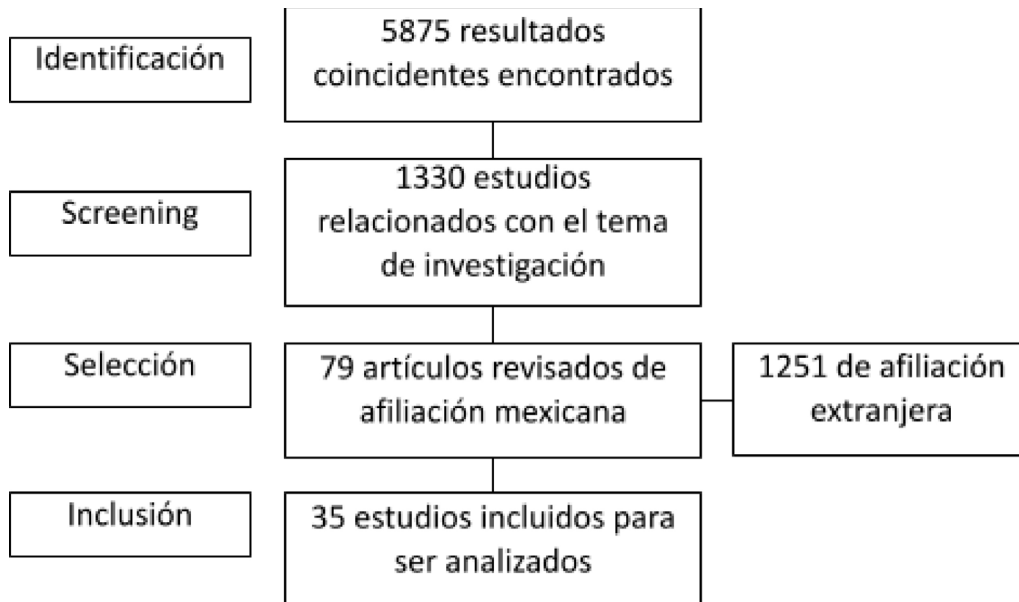 Identificación
5875 resultados
coincidentes encontrados
Screening
1330 estudios
relacionados con el tema
de investigación
Selección
79 artículos revisados de
afiliación mexicana
1251 de afiliación
extranjera
Inclusión
35 estudios incluidos para
ser analizados